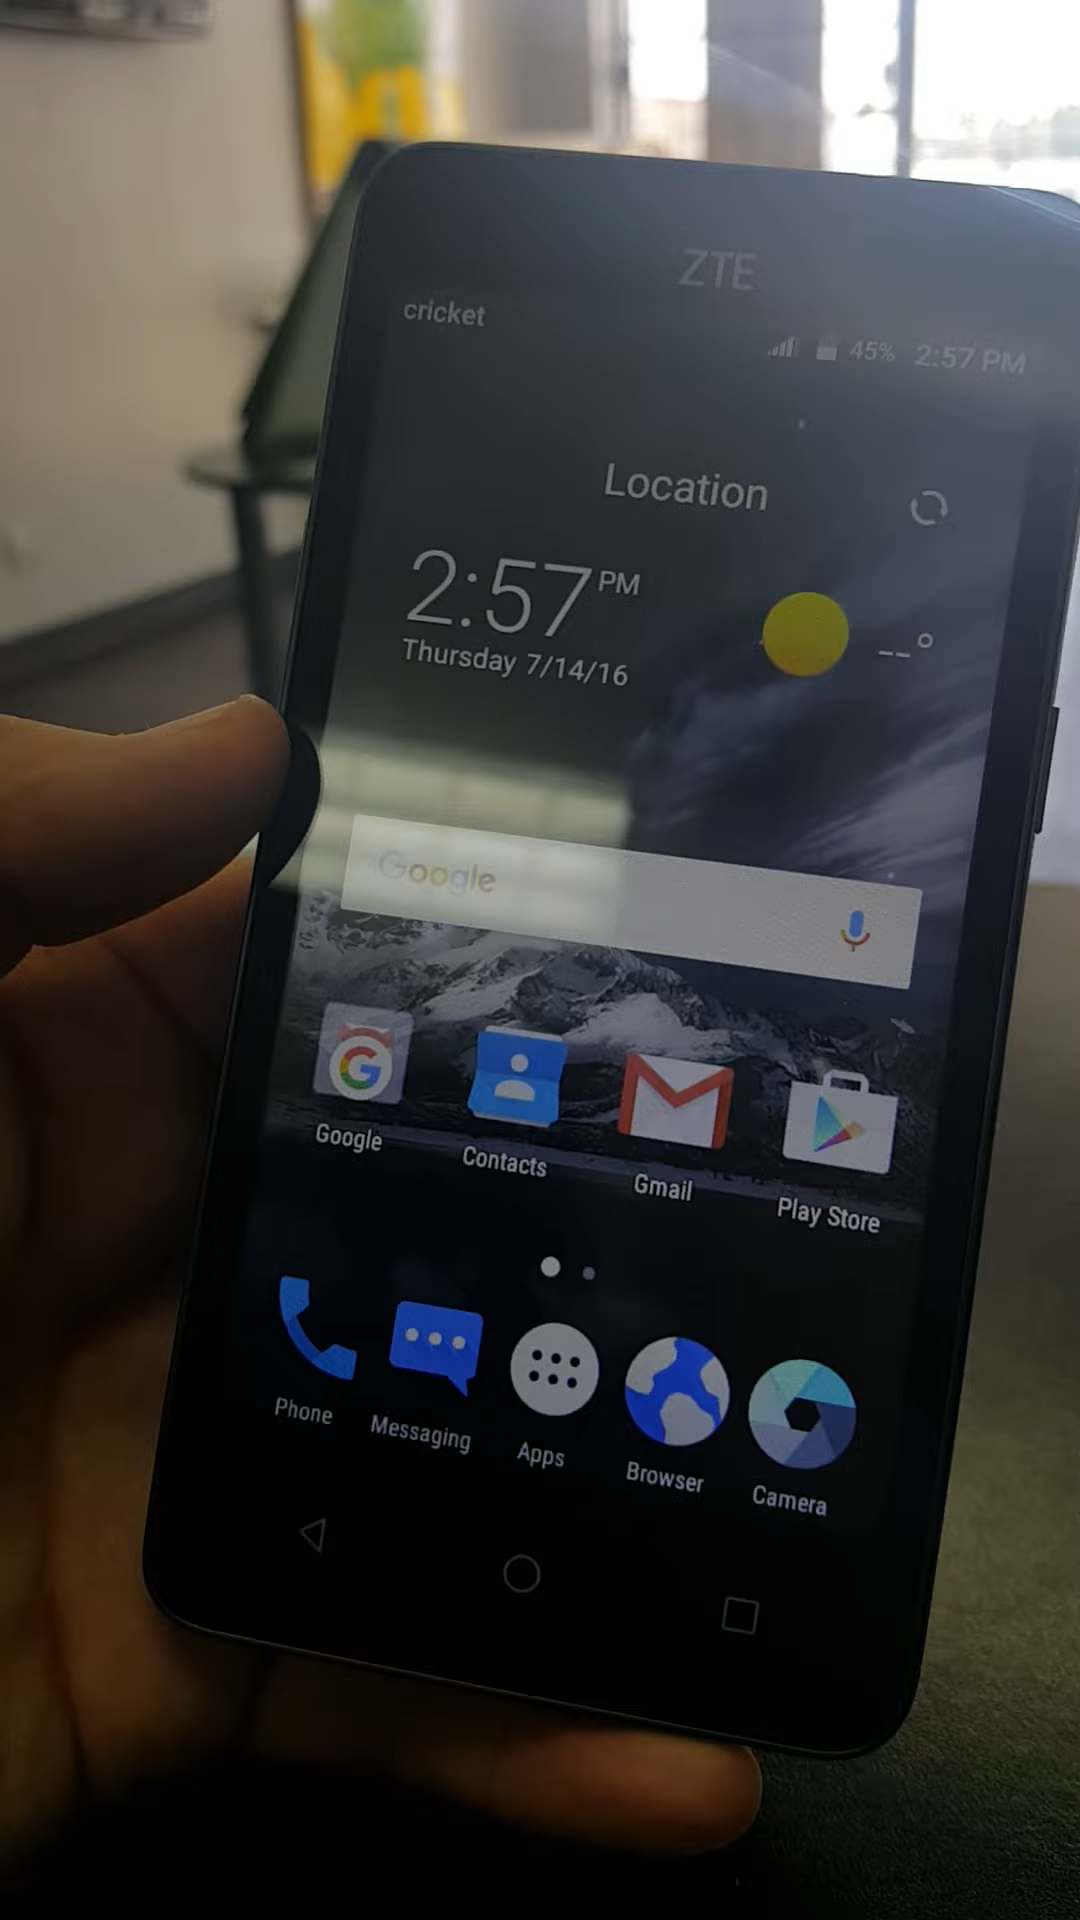 ZTE
cricket
45% 2:57 PM
Location
2:57 PM
--°
Thursday 7/14/16
Google
Google
Contacts
Gmail
Play Store
Phone
Messaging
Apps
Browser
Camera